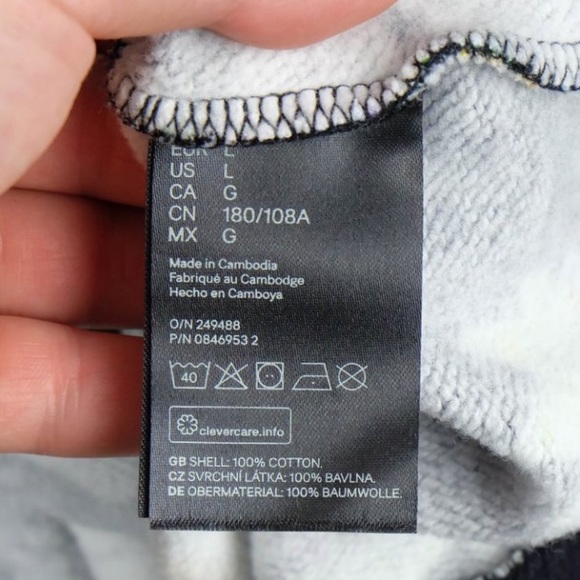 EUR L
US L
CA G
CN 180/108A
MX G
Made in Cambodia
Fabriqué au Cambodge
Hecho en Camboya
O/N 249488
P/N 0846953 2
40
clevercare.info
GB SHELL: 100% COTTON.
CZ SVRCHNÍ LÁTKA: 100% BAVLNA.
DE OBERMATERIAL: 100% BAUMWOLLE.